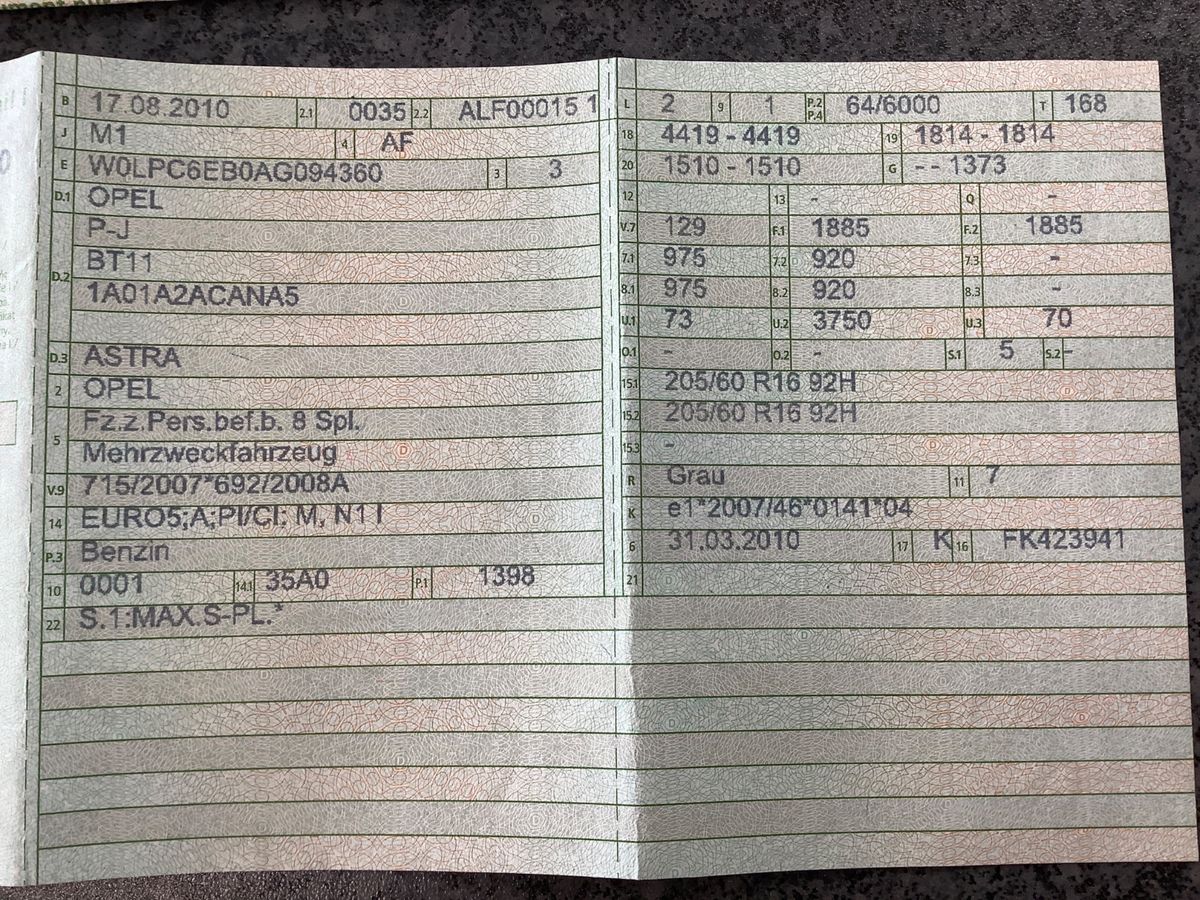 B 17.08.2010 2.1 0035 2.2 ALF00015 1
J M1 4 AF
E W0LPC6EB0AG094360 3 3
D.1 OPEL
P-J
D.2 BT11
1A01A2ACANA5
D.3 ASTRA
2 OPEL
5 Fz.z.Pers.bef.b. 8 Spl.
Mehrzweckfahrzeug
V.9 715/2007*692/2008A
14 EURO5;A;PI/CI; M, N1 I
P.3 Benzin
10 0001 14.1 35A0 P.1 1398
22 S.1:MAX.S-PL.*
L 2 9 1 P.2 P.4 64/6000 T 168
18 4419 - 4419 19 1814 - 1814
20 1510 - 1510 G - - 1373
12 - 13 - Q -
V.7 129 F.1 1885 F.2 1885
7.1 975 7.2 920 7.3 -
8.1 975 8.2 920 8.3 -
U.1 73 U.2 3750 U.3 70
O.1 - O.2 - S.1 5 S.2 -
15.1 205/60 R16 92H
15.2 205/60 R16 92H
15.3 -
R Grau 11 7
K e1*2007/46*0141*04
6 31.03.2010 17 K 16 FK423941
21